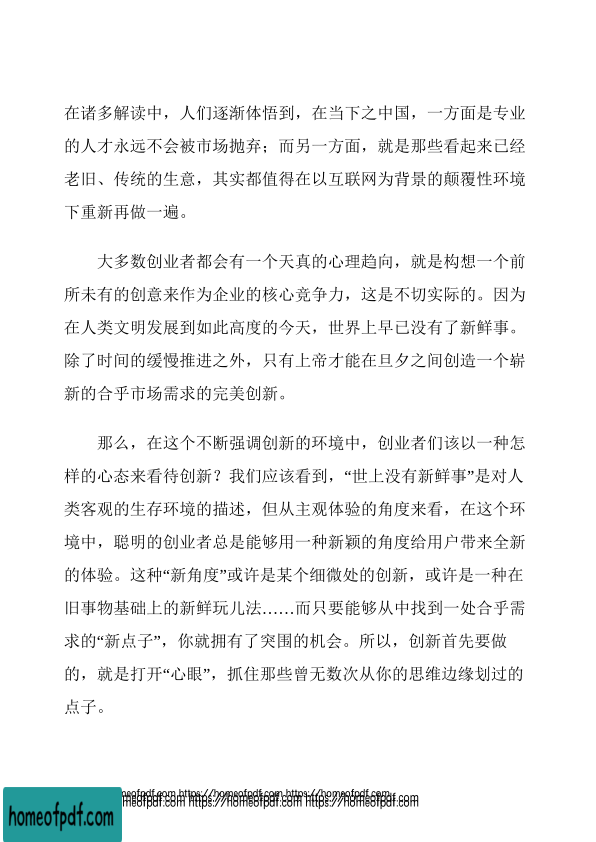 在诸多解读中，人们逐渐体悟到，在当下之中国，一方面是专业
的人才永远不会被市场抛弃；而另一方面，就是那些看起来已经
老旧、传统的生意，其实都值得在以互联网为背景的颠覆性环境
下重新再做一遍。
大多数创业者都会有一个天真的心理趋向，就是构想一个前
所未有的创意来作为企业的核心竞争力，这是不切实际的。因为
在人类文明发展到如此高度的今天，世界上早已没有了新鲜事。
除了时间的缓慢推进之外，只有上帝才能在旦夕之间创造一个崭
新的合乎市场需求的完美创新。
那么，在这个不断强调创新的环境中，创业者们该以一种怎
样的心态来看待创新？我们应该看到，“世上没有新鲜事”是对人
类客观的生存环境的描述，但从主观体验的角度来看，在这个环
境中，聪明的创业者总是能够用一种新颖的角度给用户带来全新
的体验。这种“新角度”或许是某个细微处的创新，或许是一种在
旧事物基础上的新鲜玩儿法……而只要能够从中找到一处合乎需
求的“新点子”，你就拥有了突围的机会。所以，创新首先要做
的，就是打开“心眼”，抓住那些曾无数次从你的思维边缘划过的
点子。
homeofpdf.com https://homeofpdf.com https://homeofpdf.com
homeofpdf.com https://homeofpdf.com https://homeofpdf.com
homeofpdf.com